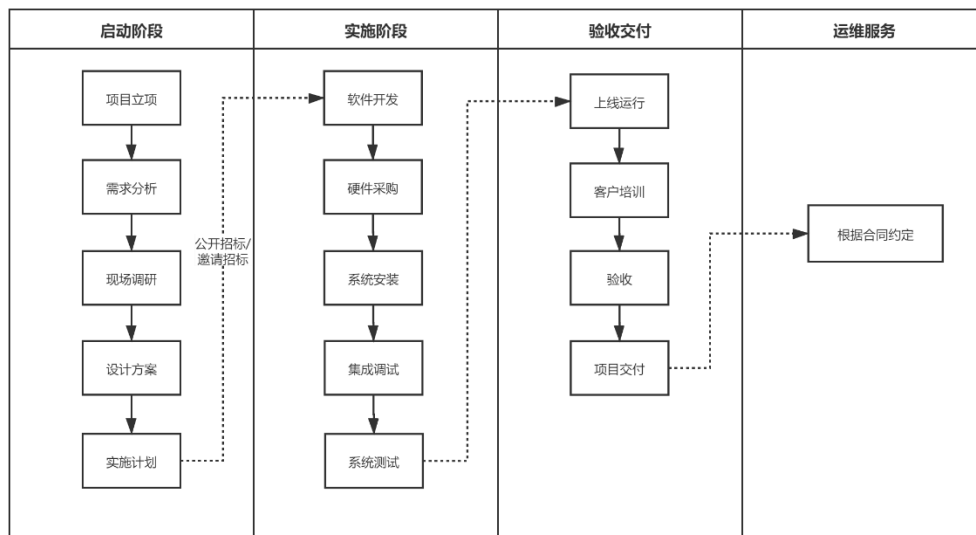 启动阶段
实施阶段
验收交付
运维服务
项目立项
需求分析
现场调研
设计方案
实施计划
公开招标/
邀请招标
软件开发
硬件采购
系统安装
集成调试
系统测试
上线运行
客户培训
验收
项目交付
根据合同约定